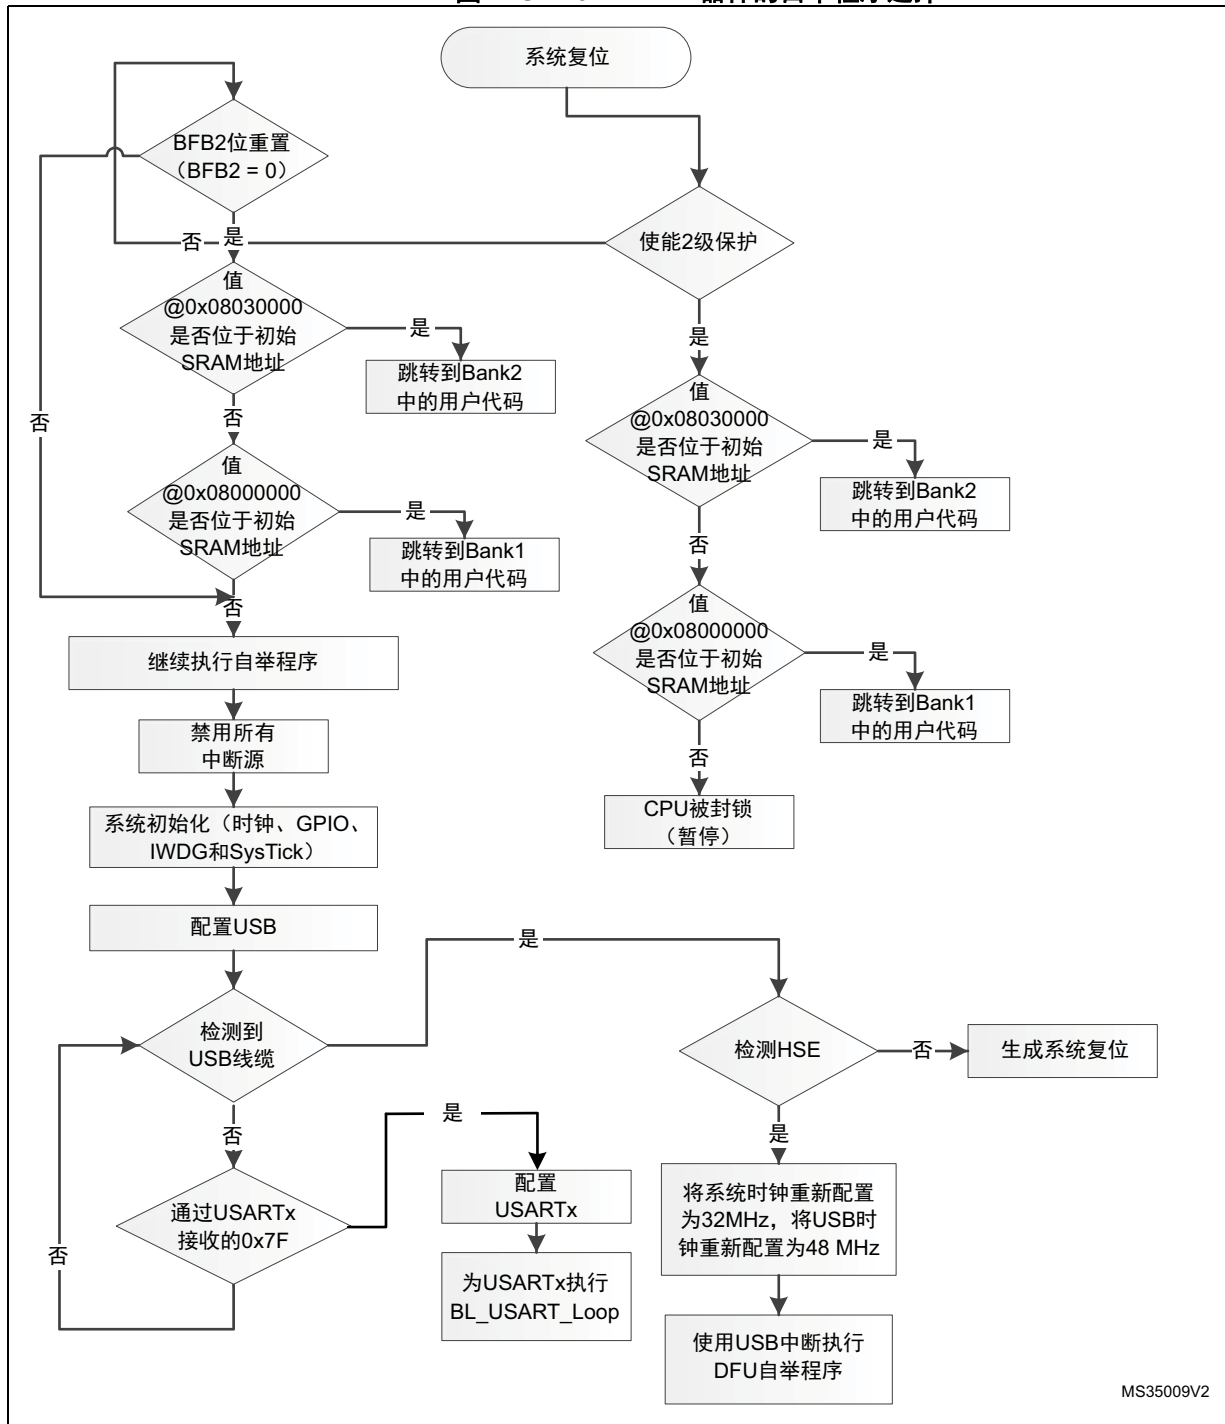 系统复位
BFB2位重置
（BFB2 = 0）
使能2级保护
否
是
值
@0x08030000
是否位于初始
SRAM地址
是
跳转到Bank2
中的用户代码
否
否
值
@0x08000000
是否位于初始
SRAM地址
是
跳转到Bank1
中的用户代码
否
是
值
@0x08030000
是否位于初始
SRAM地址
是
跳转到Bank2
中的用户代码
否
值
@0x08000000
是否位于初始
SRAM地址
是
跳转到Bank1
中的用户代码
否
CPU被封锁
（暂停）
继续执行自举程序
禁用所有
中断源
系统初始化（时钟、GPIO、
IWDG和SysTick）
配置USB
检测到
USB线缆
是
检测HSE
否
生成系统复位
是
将系统时钟重新配置
为32MHz，将USB时
钟重新配置为48 MHz
使用USB中断执行
DFU自举程序
否
通过USARTx
接收的0x7F
否
是
配置
USARTx
为USARTx执行
BL_USART_Loop
MS35009V2